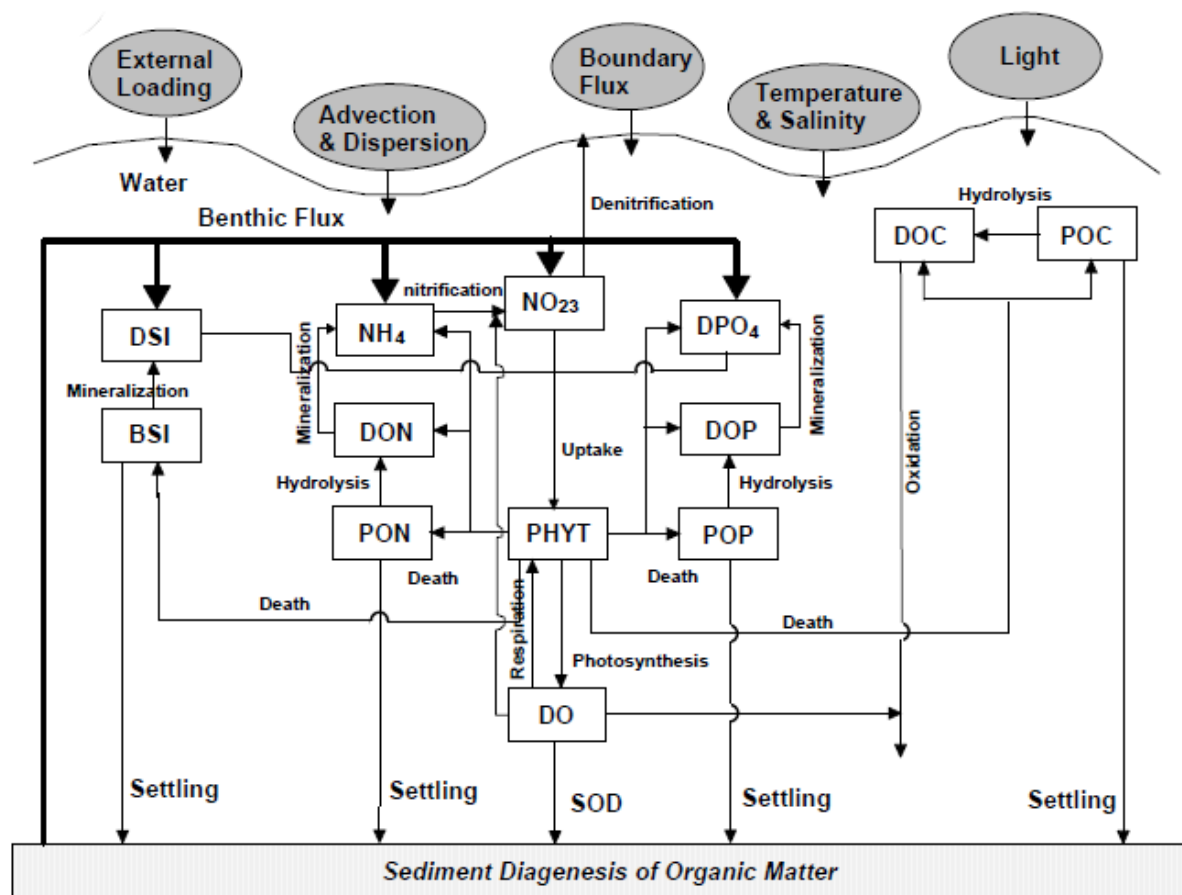 External
Loading
Advection
& Dispersion
Boundary
Flux
Temperature
& Salinity
Light
Water
Benthic Flux
Denitrification
Hydrolysis
DOC
POC
nitrification
NO₂₃
DSI
NH₄
DPO₄
Mineralization
Mineralization
Mineralization
BSI
DON
DOP
Uptake
Oxidation
Hydrolysis
Hydrolysis
PON
PHYT
POP
Death
Death
Death
Death
Respiration
Photosynthesis
DO
Settling
Settling
SOD
Settling
Settling
Sediment Diagenesis of Organic Matter